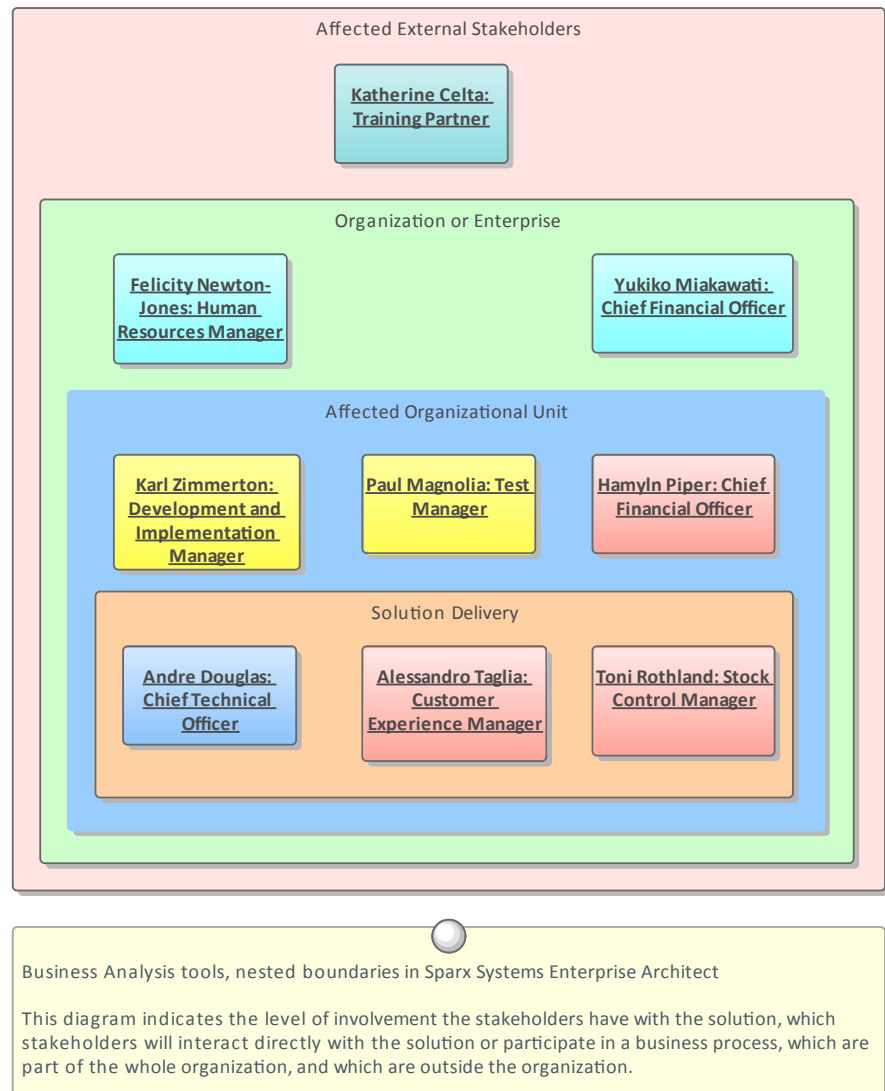 Affected External Stakeholders
Katherine Celta:
Training Partner
Organization or Enterprise
Felicity Newton-
Jones: Human
Resources Manager
Yukiko Miakawati:
Chief Financial Officer
Affected Organizational Unit
Karl Zimmerton:
Development and
Implementation
Manager
Paul Magnolia: Test
Manager
Hamyln Piper: Chief
Financial Officer
Solution Delivery
Andre Douglas:
Chief Technical
Officer
Alessandro Taglia:
Customer
Experience Manager
Toni Rothland: Stock
Control Manager
Business Analysis tools, nested boundaries in Sparx Systems Enterprise Architect
This diagram indicates the level of involvement the stakeholders have with the solution, which
stakeholders will interact directly with the solution or participate in a business process, which are
part of the whole organization, and which are outside the organization.